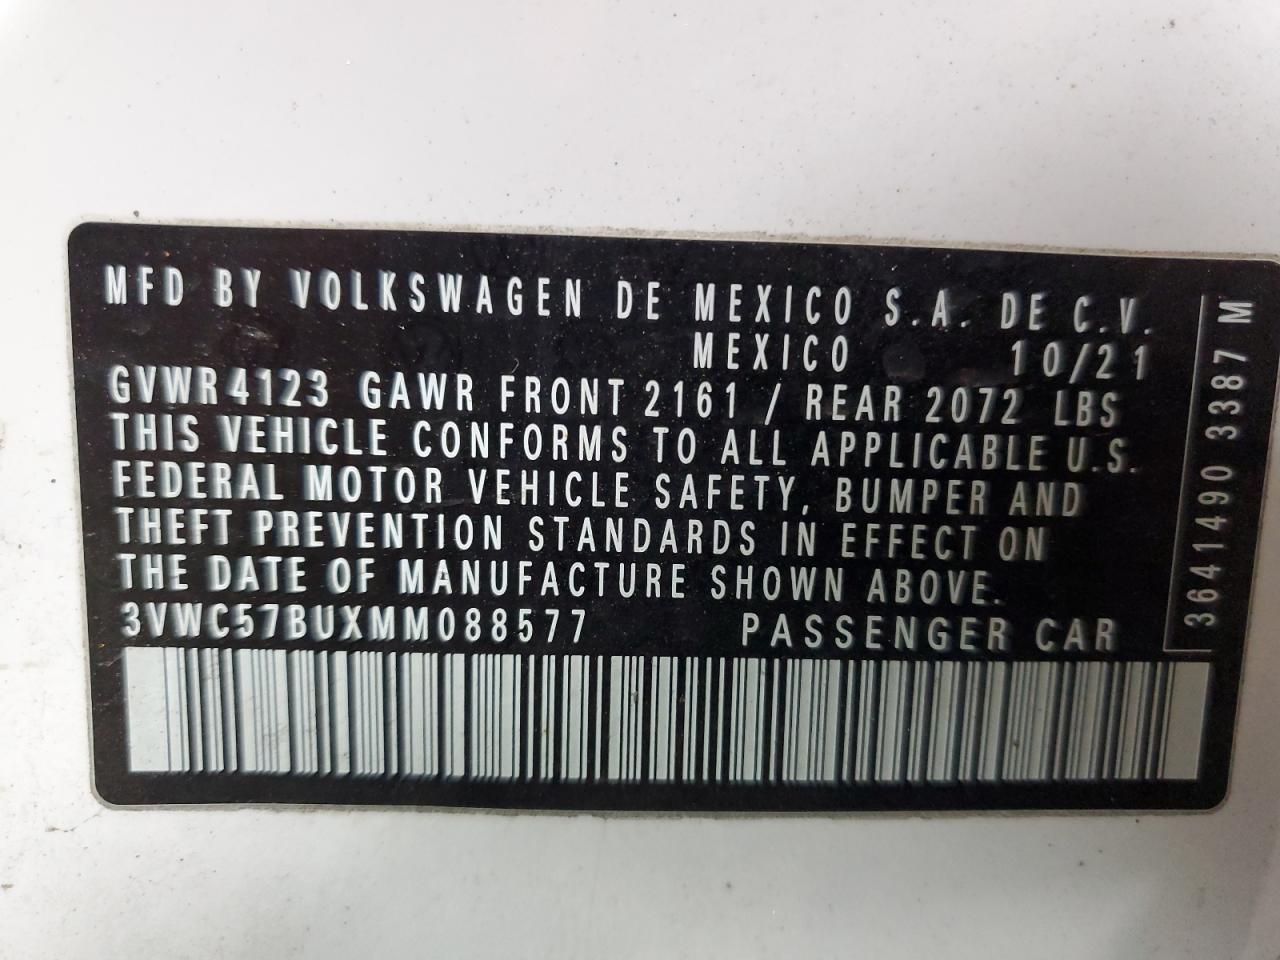 MFD BY VOLKSWAGEN DE MEXICO S.A. DE C.V.
MEXICO 10/21
GVWR 4123 GAWR FRONT 2161 / REAR 2072 LBS
THIS VEHICLE CONFORMS TO ALL APPLICABLE U.S.
FEDERAL MOTOR VEHICLE SAFETY, BUMPER AND
THEFT PREVENTION STANDARDS IN EFFECT ON
THE DATE OF MANUFACTURE SHOWN ABOVE.
3VWC57BUXMM088577 PASSENGER CAR
3641490 3387 M